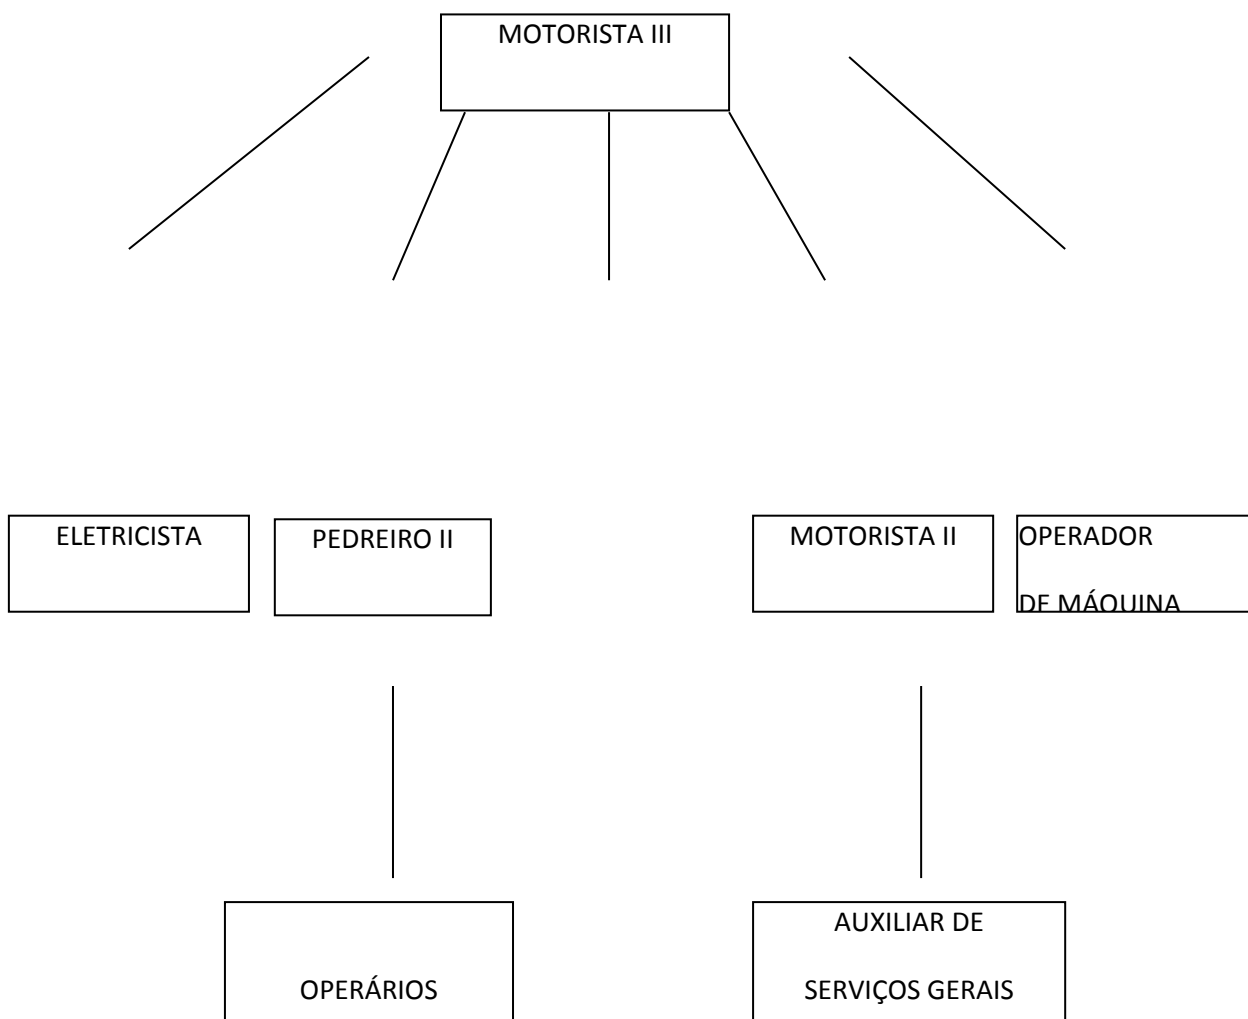 MOTORISTA III
ELETRICISTA
PEDREIRO II
MOTORISTA II
OPERADOR
DE MÁQUINA
OPERÁRIOS
AUXILIAR DE
SERVIÇOS GERAIS